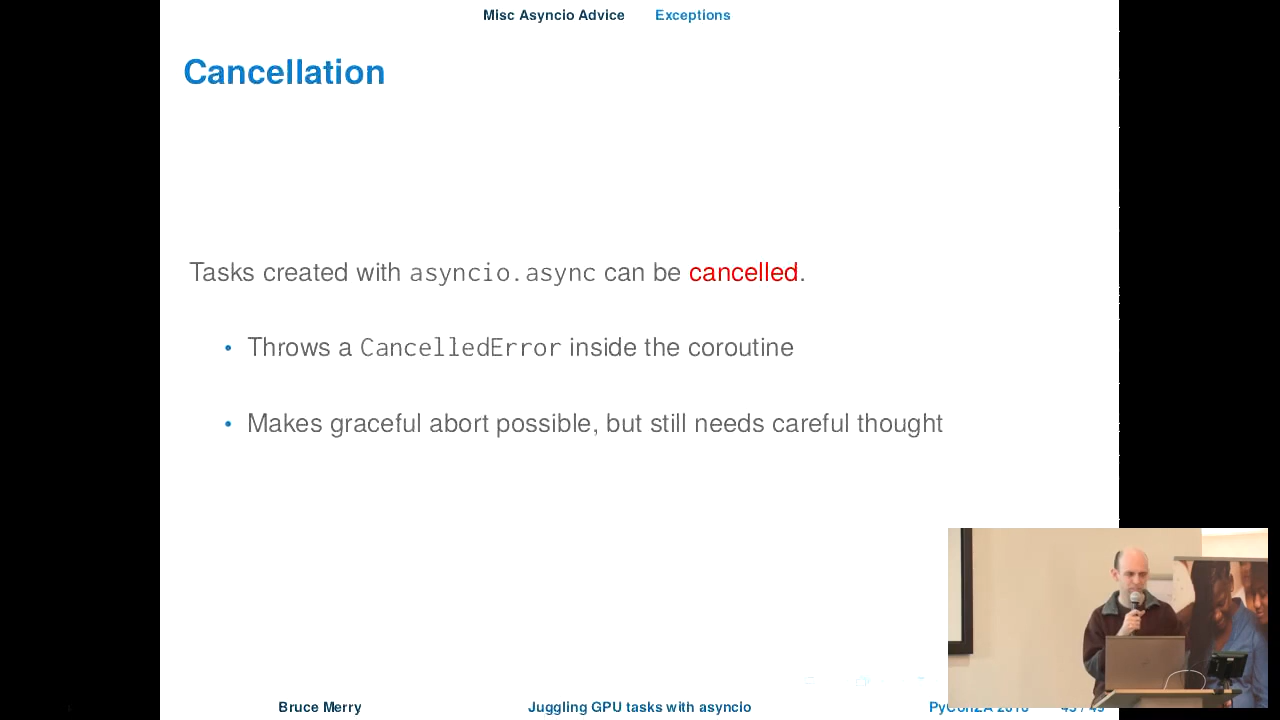 Misc Asyncio Advice Exceptions
Cancellation
Tasks created with asyncio.async can be cancelled.
• Throws a CancelledError inside the coroutine
• Makes graceful abort possible, but still needs careful thought
Bruce Merry Juggling GPU tasks with asyncio